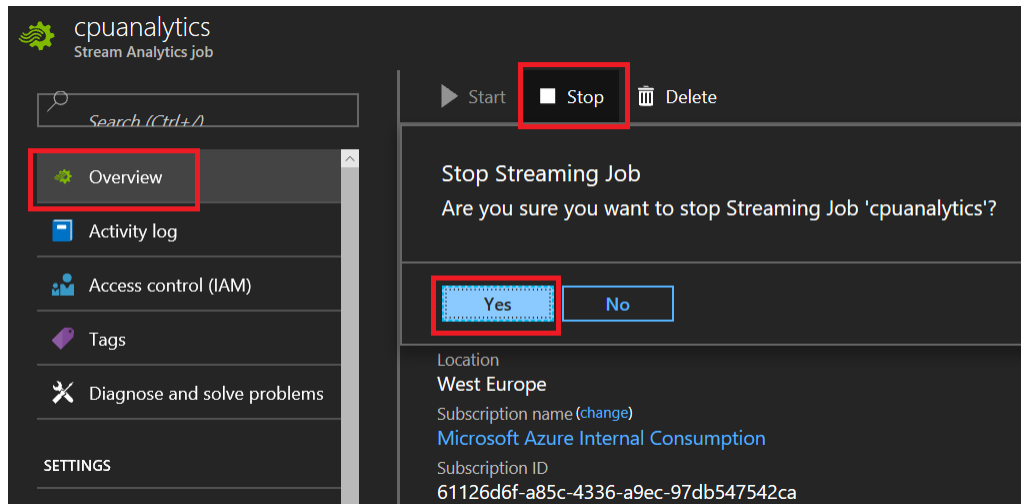 cpuanalytics
Stream Analytics job
Search (Ctrl+/)
Overview
Activity log
Access control (IAM)
Tags
Diagnose and solve problems
SETTINGS
Start
Stop
Delete
Stop Streaming Job
Are you sure you want to stop Streaming Job 'cpuanalytics'?
Yes
No
Location
West Europe
Subscription name (change)
Microsoft Azure Internal Consumption
Subscription ID
61126d6f-a85c-4336-a9ec-97db547542ca